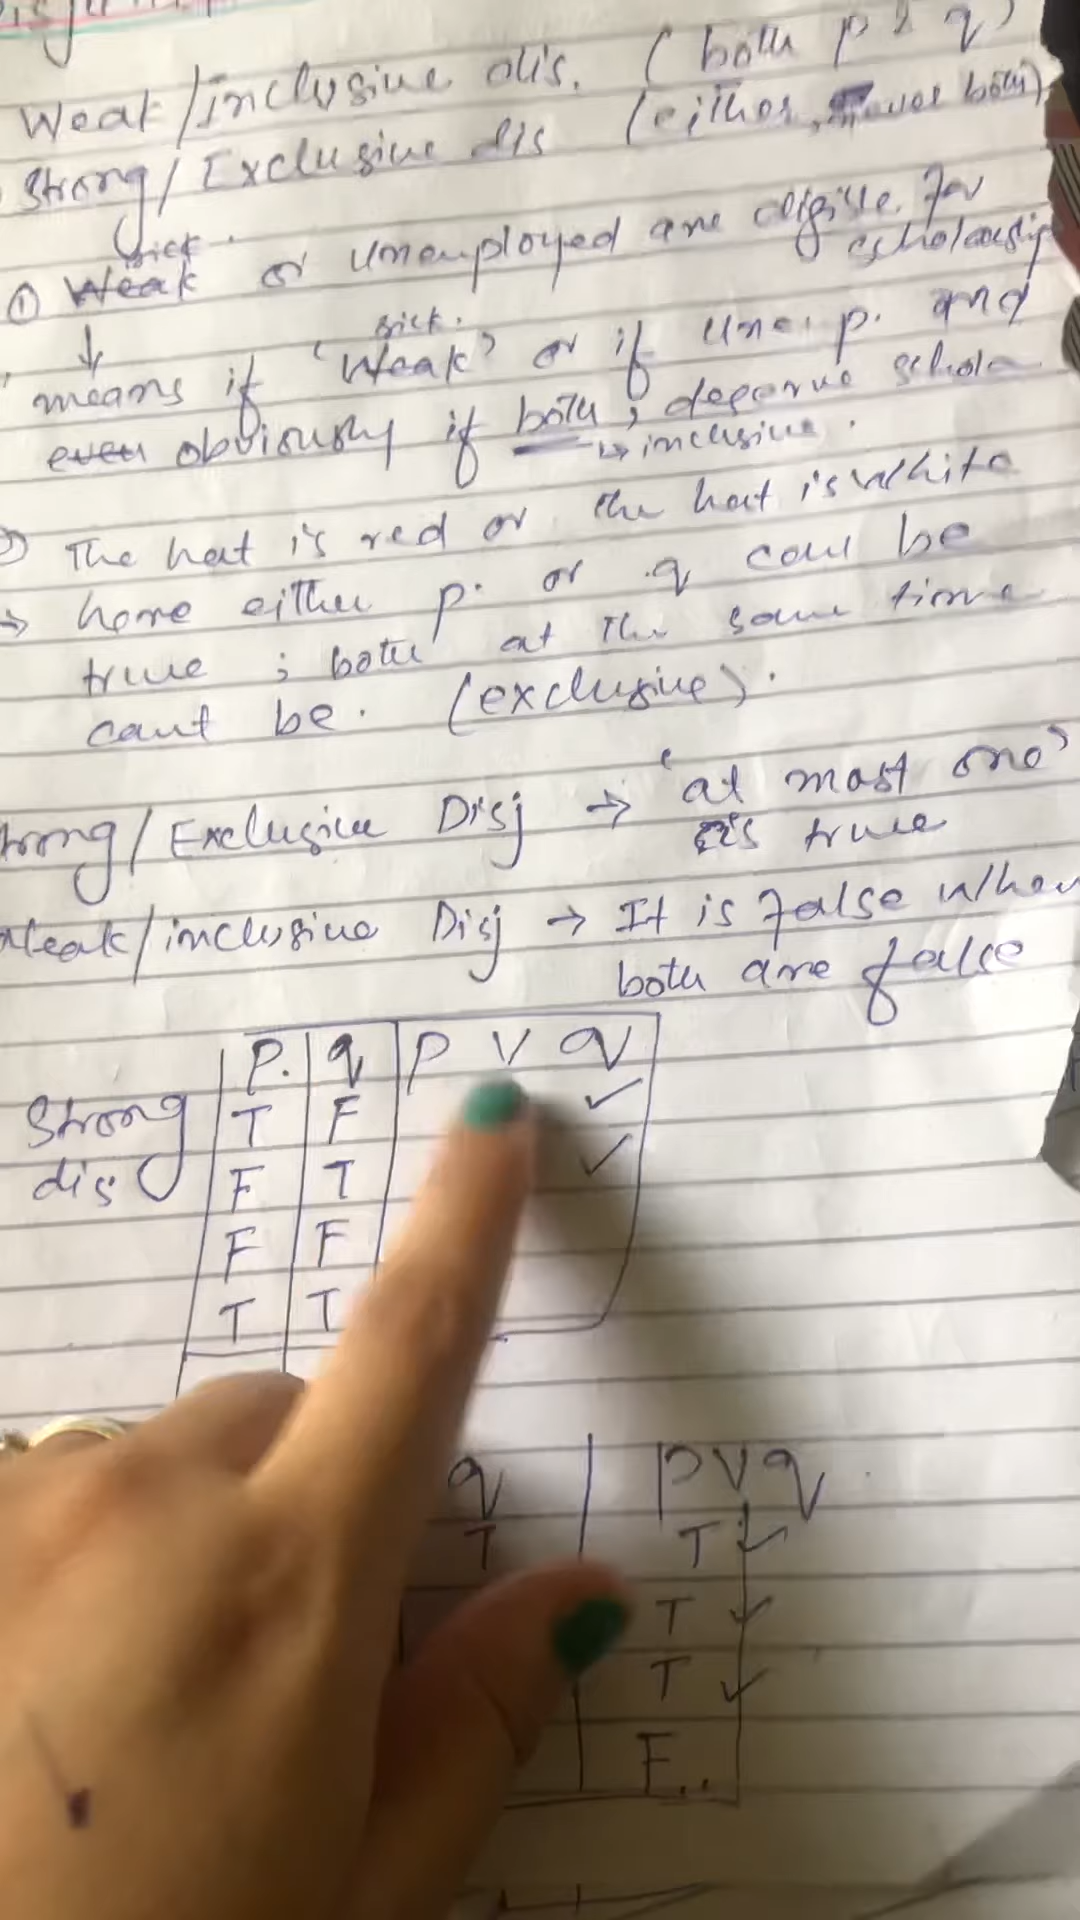 Weak/inclusive dis. (both p & q)
Strong/Exclusive dis (either, never both)
sick.
① Weak or unemployed are eligible for
scholarship
sick.
means if 'Weak' or if une.p. and
even obviously if both, deserve schola
↳ inclusive.
The hat is red or the hat is white
→ here either p. or q could be
true ; both at the same time
cant be. (exclusive).
trong/Exclusive Disj → 'at most one'
is true
Weak/inclusive Disj → It is false when
both are false
P. q P V q
Strong T F ✓
dis F T ✓
F F
T T
q P V q
T T ✓
T ✓
T ✓
F..